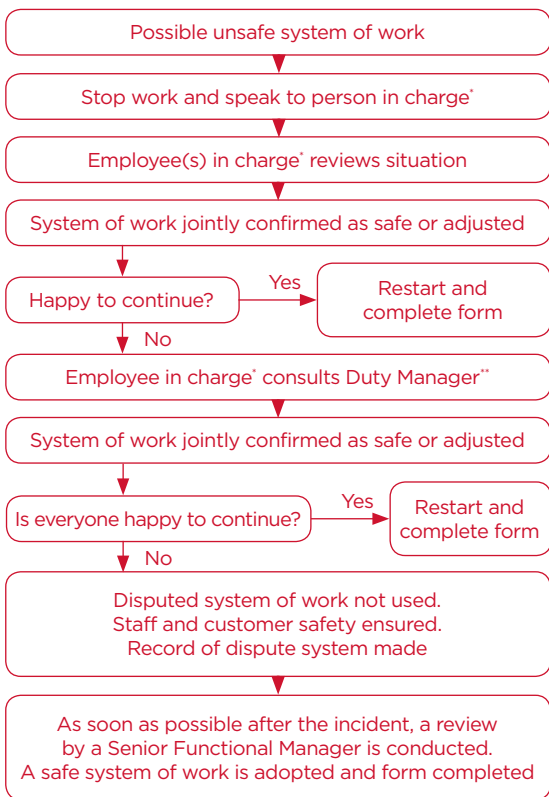 Possible unsafe system of work
Stop work and speak to person in charge*
Employee(s) in charge* reviews situation
System of work jointly confirmed as safe or adjusted
Happy to continue?
Yes
Restart and
complete form
No
Employee in charge* consults Duty Manager**
System of work jointly confirmed as safe or adjusted
Is everyone happy to continue?
Yes
Restart and
complete form
No
Disputed system of work not used.
Staff and customer safety ensured.
Record of dispute system made
As soon as possible after the incident, a review
by a Senior Functional Manager is conducted.
A safe system of work is adopted and form completed